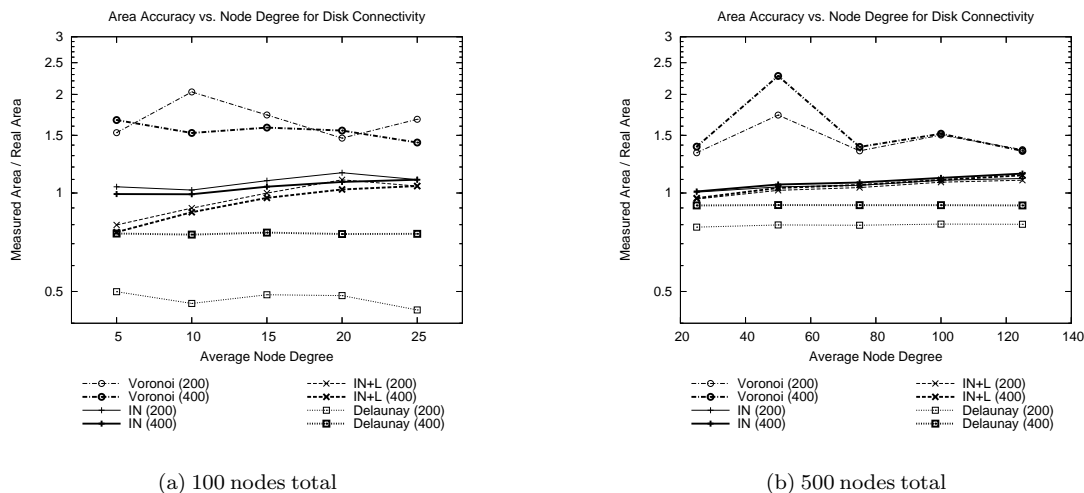 Area Accuracy vs. Node Degree for Disk Connectivity
3
2.5
2
1.5
1
0.5
Measured Area / Real Area
5 10 15 20 25
Average Node Degree
Voronoi (200)
Voronoi (400)
IN (200)
IN (400)
IN+L (200)
IN+L (400)
Delaunay (200)
Delaunay (400)
(a) 100 nodes total
Area Accuracy vs. Node Degree for Disk Connectivity
3
2.5
2
1.5
1
0.5
Measured Area / Real Area
20 40 60 80 100 120 140
Average Node Degree
Voronoi (200)
Voronoi (400)
IN (200)
IN (400)
IN+L (200)
IN+L (400)
Delaunay (200)
Delaunay (400)
(b) 500 nodes total